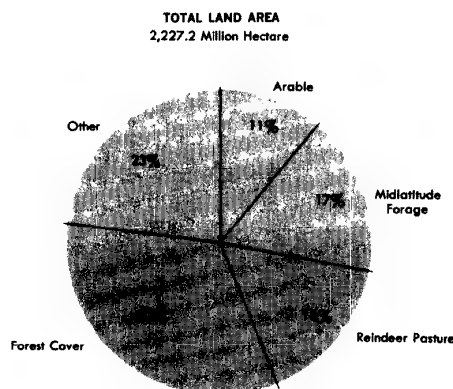 TOTAL LAND AREA
2,227.2 Million Hectare
Arable
11%
Other
23%
17%
Midlatitude
Forage
Forest Cover
Reindeer Pasture